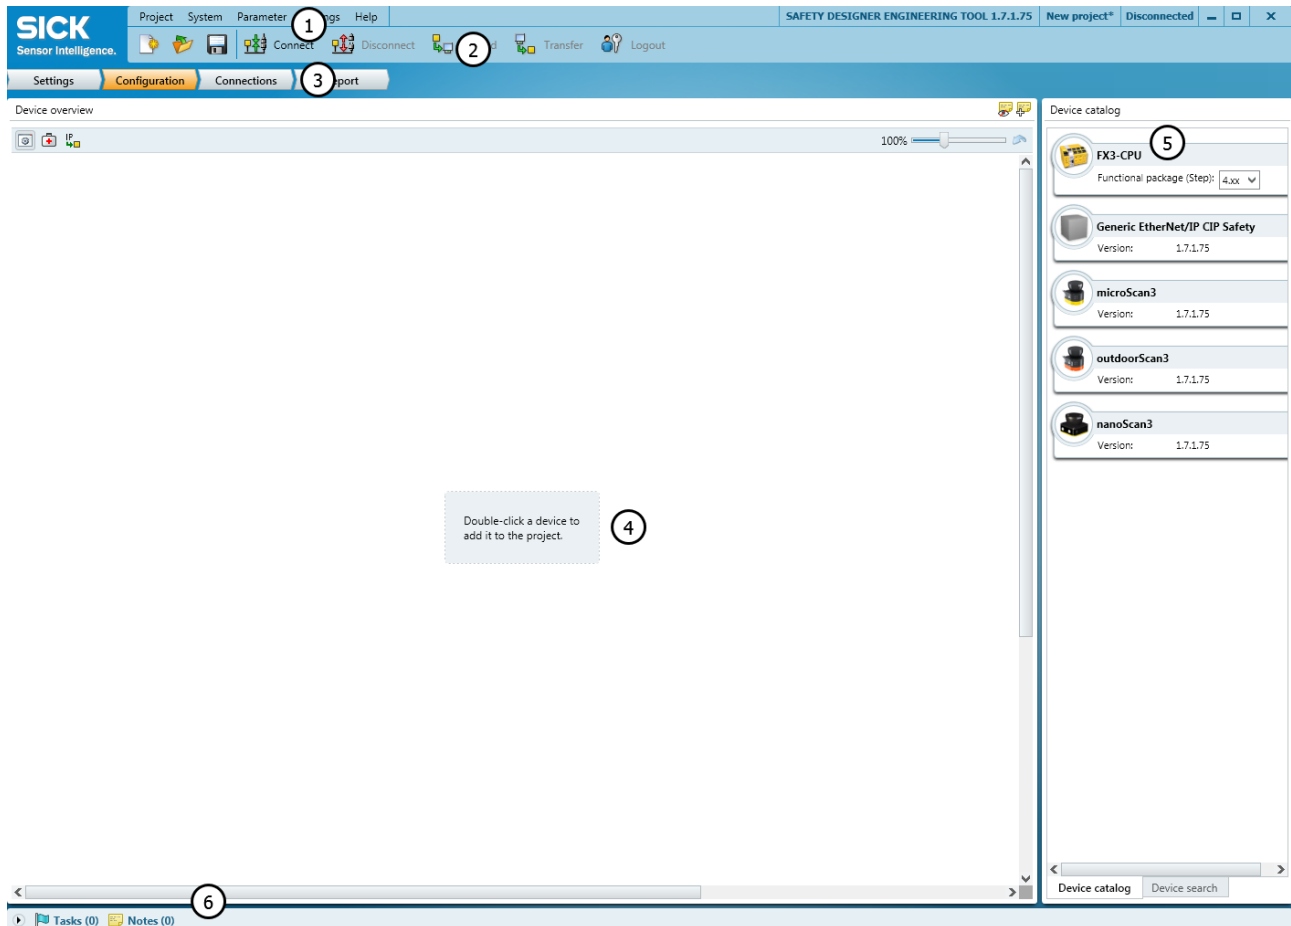 SICK
Sensor Intelligence.
Project System Parameter ngs Help
SAFETY DESIGNER ENGINEERING TOOL 1.7.1.75 New project* Disconnected
1
Connect Disconnect d Transfer Logout
2
Settings Configuration Connections port
3
Device overview
Device catalog
IP
100%
5
FX3-CPU
Functional package (Step): 4.xx
Generic EtherNet/IP CIP Safety
Version: 1.7.1.75
microScan3
Version: 1.7.1.75
outdoorScan3
Version: 1.7.1.75
nanoScan3
Version: 1.7.1.75
Double-click a device to
add it to the project.
4
Device catalog Device search
6
Tasks (0) Notes (0)